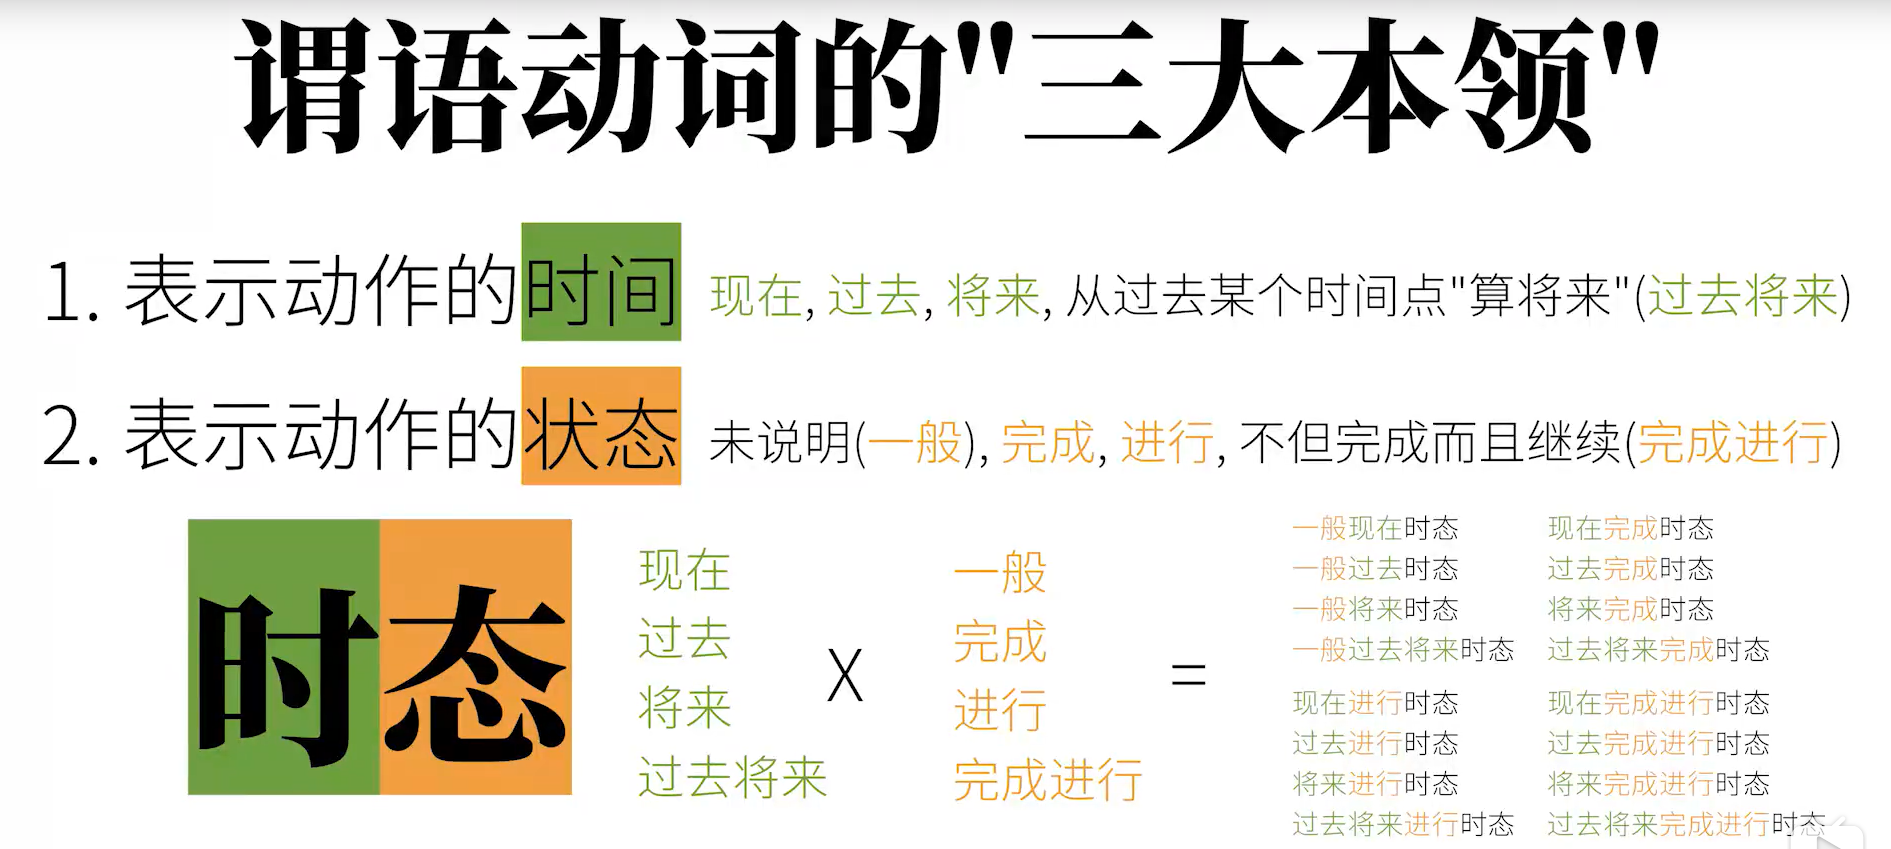 谓语动词的"三大本领"
1. 表示动作的时间 现在, 过去, 将来, 从过去某个时间点"算将来"(过去将来)
2. 表示动作的状态 未说明(一般), 完成, 进行, 不但完成而且继续(完成进行)
时态
现在
过去
将来
过去将来
X
一般
完成
进行
完成进行
=
一般现在时态
一般过去时态
一般将来时态
一般过去将来时态
现在完成时态
过去完成时态
将来完成时态
过去将来完成时态
现在进行时态
过去进行时态
将来进行时态
过去将来进行时态
现在完成进行时态
过去完成进行时态
将来完成进行时态
过去将来完成进行时态